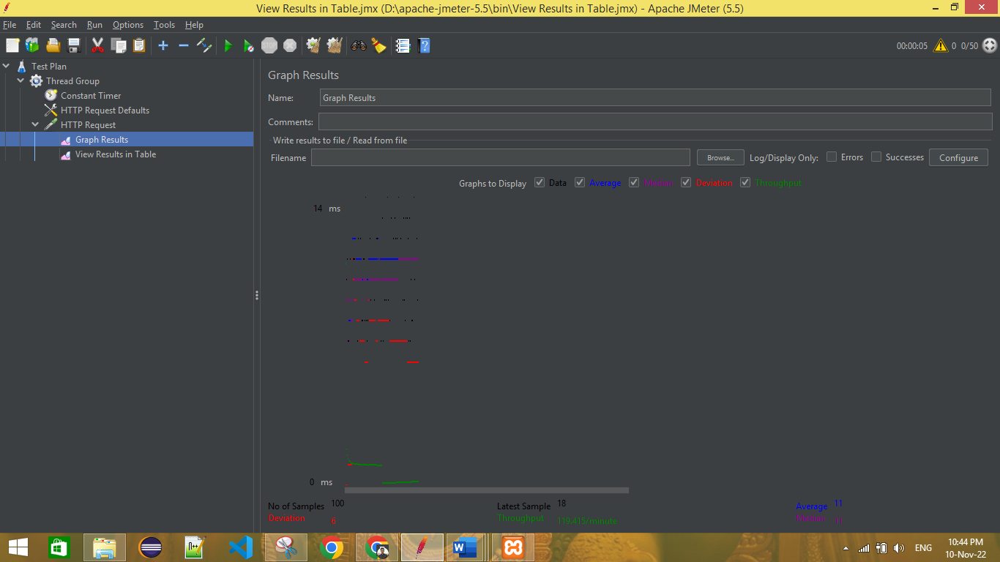 View Results in Table.jmx (D:\apache-jmeter-5.5\bin\View Results in Table.jmx) - Apache JMeter (5.5)
File Edit Search Run Options Tools Help
STOP 00:00:05 0 0/50
Test Plan
Thread Group
Constant Timer
HTTP Request Defaults
HTTP Request
Graph Results
View Results in Table
Graph Results
Name: Graph Results
Comments:
Write results to file / Read from file
Filename Browse... Log/Display Only: Errors Successes Configure
Graphs to Display Data Average Median Deviation Throughput
14 ms
0 ms
No of Samples 100 Latest Sample 18 Average 11
Deviation 6 Throughput 119.415/minute Median 11
ENG 10:44 PM
10-Nov-22